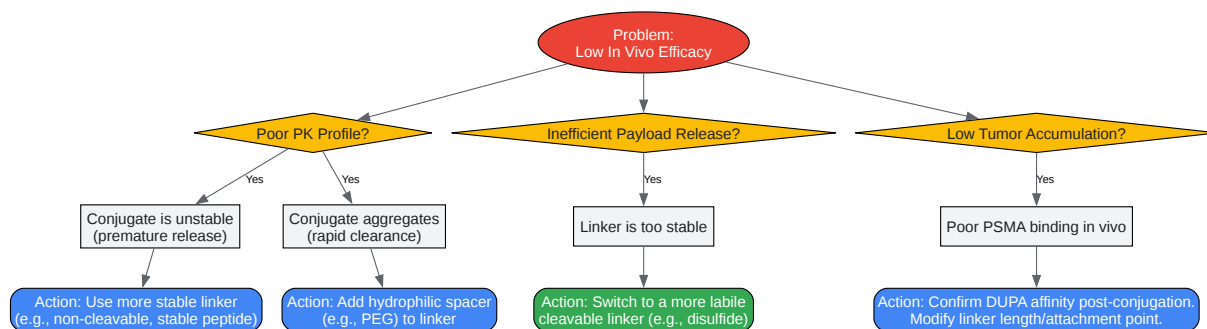 Problem:
Low In Vivo Efficacy
Poor PK Profile?
Inefficient Payload Release?
Low Tumor Accumulation?
Yes
Yes
Yes
Yes
Conjugate is unstable
(premature release)
Conjugate aggregates
(rapid clearance)
Linker is too stable
Poor PSMA binding in vivo
Action: Use more stable linker
(e.g., non-cleavable, stable peptide)
Action: Add hydrophilic spacer
(e.g., PEG) to linker
Action: Switch to a more labile
cleavable linker (e.g., disulfide)
Action: Confirm DUPA affinity post-conjugation.
Modify linker length/attachment point.